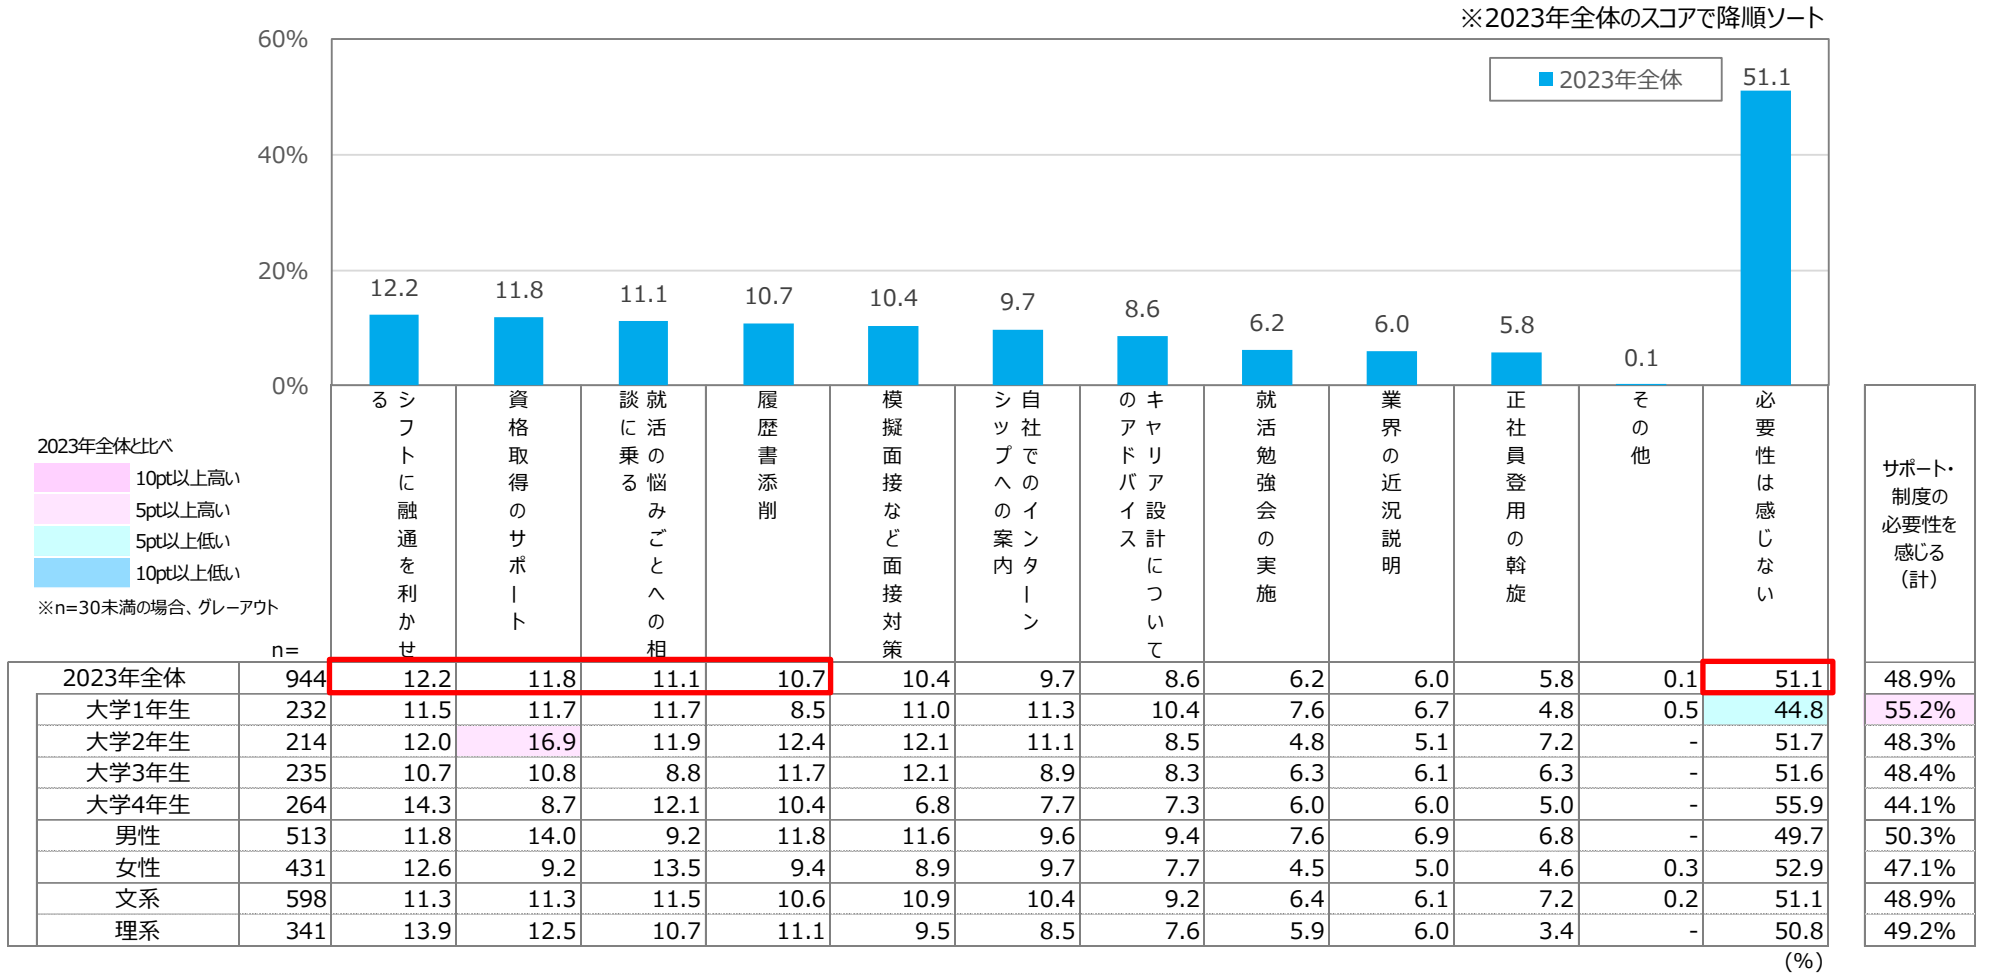 ※2023年全体のスコアで降順ソート
60%
40%
20%
0%
2023年全体
12.2
11.8
11.1
10.7
10.4
9.7
8.6
6.2
6.0
5.8
0.1
51.1
シフトに融通を利かせる
資格取得のサポート
就活の悩みごとへの相談に乗る
履歴書添削
模擬面接など面接対策
自社でのインターンシップへの案内
キャリア設計についてのアドバイス
就活勉強会の実施
業界の近況説明
正社員登用の斡旋
その他
必要性は感じない
サポート・
制度の
必要性を
感じる
（計）
2023年全体と比べ
10pt以上高い
5pt以上高い
5pt以上低い
10pt以上低い
※n=30未満の場合、グレーアウト
n=
2023年全体 944 12.2 11.8 11.1 10.7 10.4 9.7 8.6 6.2 6.0 5.8 0.1 51.1 48.9%
大学1年生 232 11.5 11.7 11.7 8.5 11.0 11.3 10.4 7.6 6.7 4.8 0.5 44.8 55.2%
大学2年生 214 12.0 16.9 11.9 12.4 12.1 11.1 8.5 4.8 5.1 7.2 - 51.7 48.3%
大学3年生 235 10.7 10.8 8.8 11.7 12.1 8.9 8.3 6.3 6.1 6.3 - 51.6 48.4%
大学4年生 264 14.3 8.7 12.1 10.4 6.8 7.7 7.3 6.0 6.0 5.0 - 55.9 44.1%
男性 513 11.8 14.0 9.2 11.8 11.6 9.6 9.4 7.6 6.9 6.8 - 49.7 50.3%
女性 431 12.6 9.2 13.5 9.4 8.9 9.7 7.7 4.5 5.0 4.6 0.3 52.9 47.1%
文系 598 11.3 11.3 11.5 10.6 10.9 10.4 9.2 6.4 6.1 7.2 0.2 51.1 48.9%
理系 341 13.9 12.5 10.7 11.1 9.5 8.5 7.6 5.9 6.0 3.4 - 50.8 49.2%
(%)